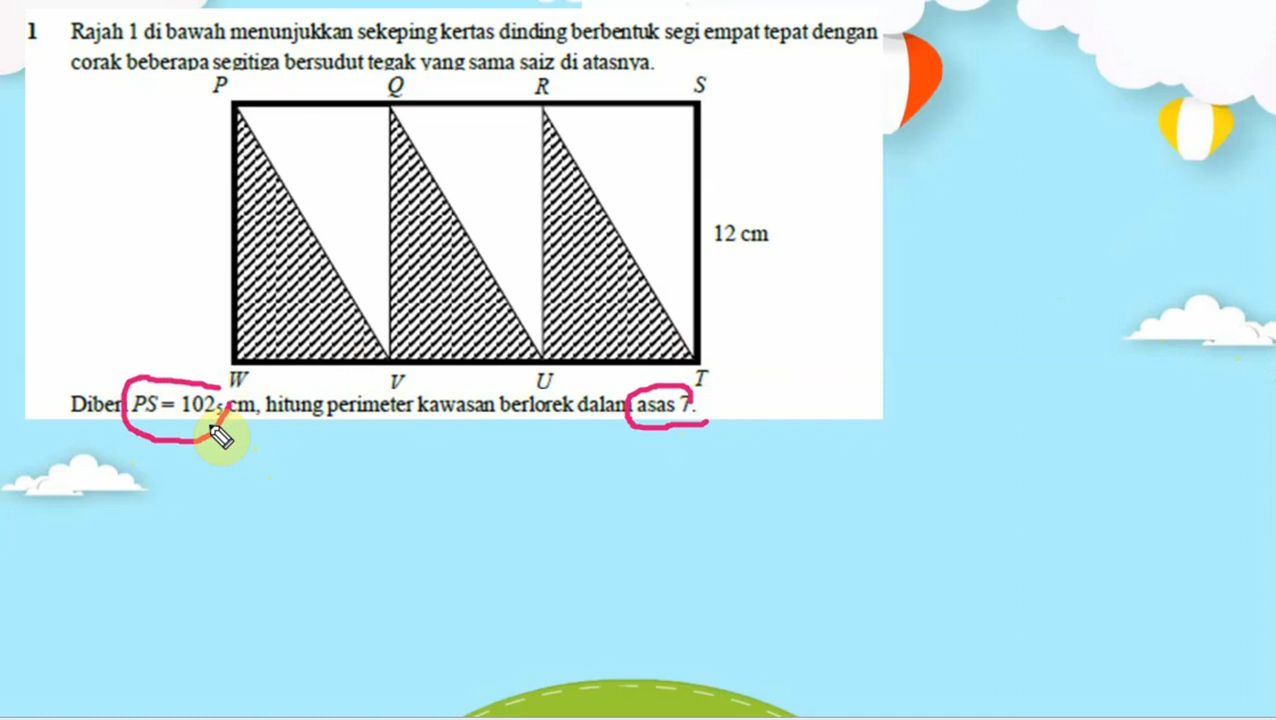 1 Rajah 1 di bawah menunjukkan sekeping kertas dinding berbentuk segi empat tepat dengan
corak beberapa segitiga bersudut tegak yang sama saiz di atasnya.
P Q R S
12 cm
W V U T
Diberi PS = 102₅ cm, hitung perimeter kawasan berlorek dalam asas 7.